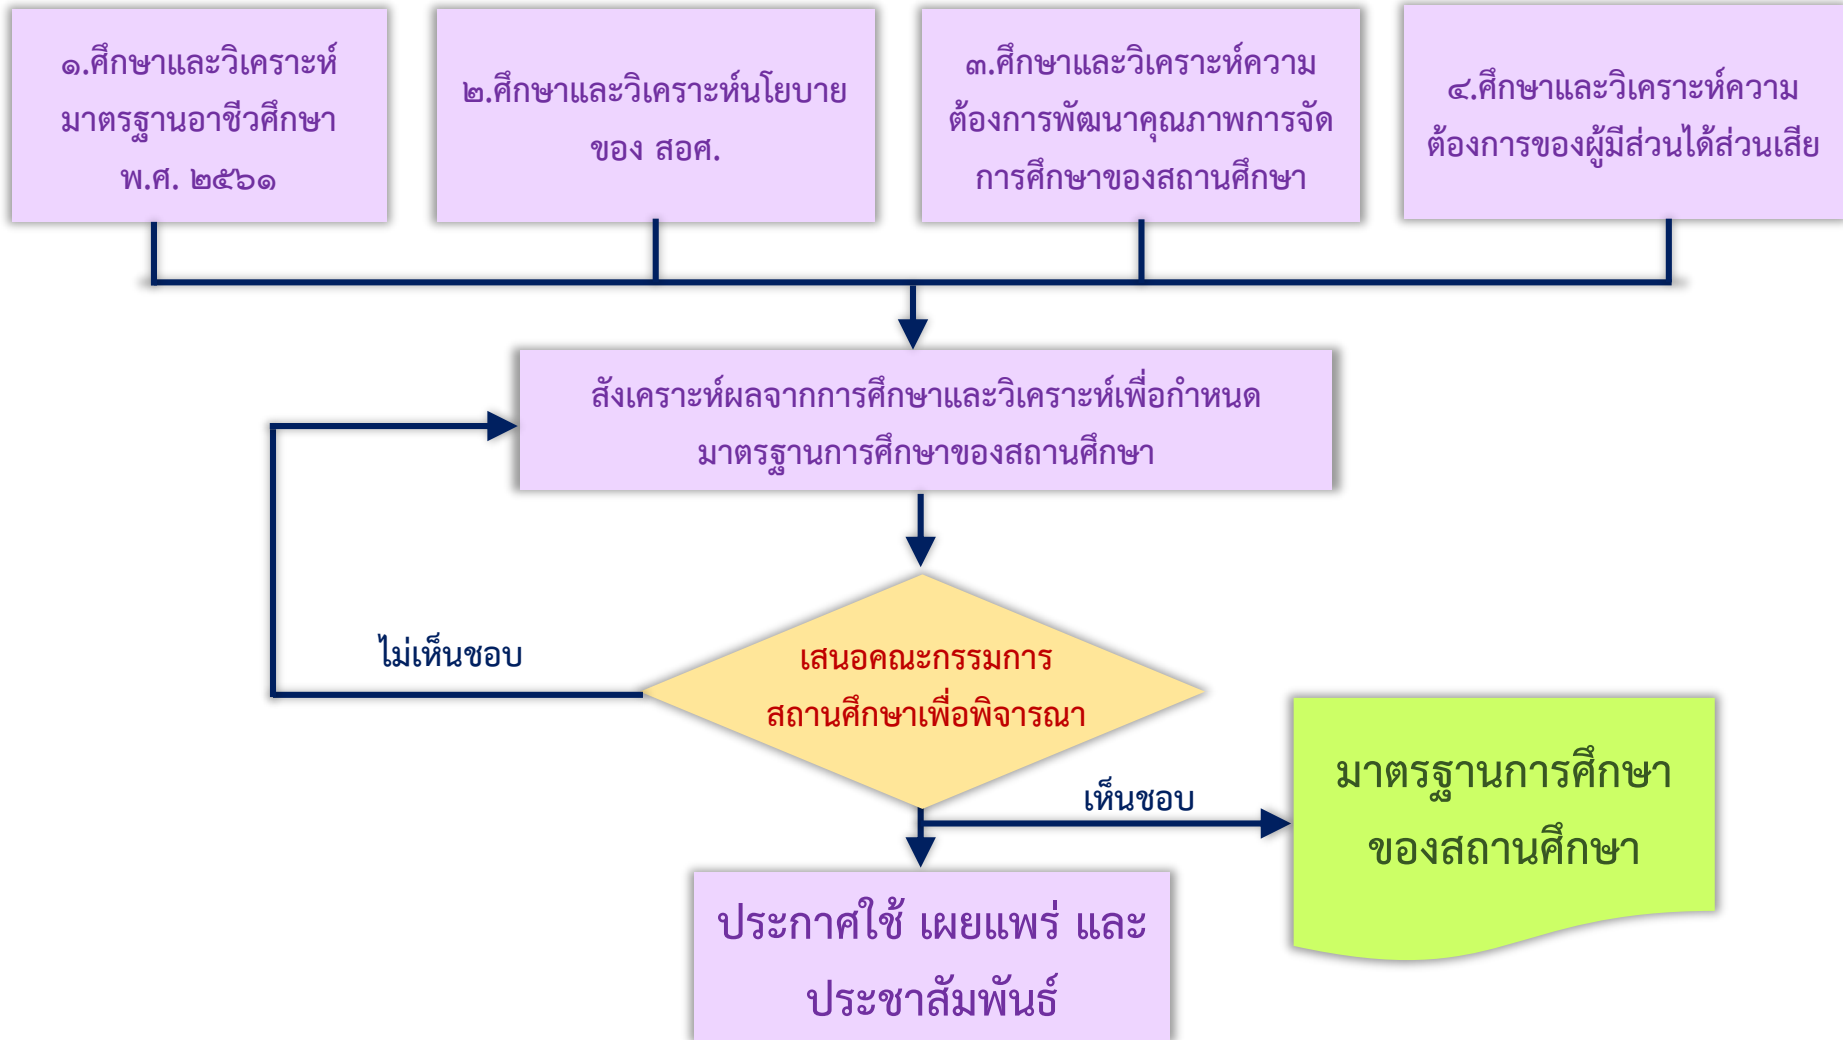 ๑.ศึกษาและวิเคราะห์
มาตรฐานอาชีวศึกษา
พ.ศ. ๒๕๖๑
๒.ศึกษาและวิเคราะห์นโยบาย
ของ สอศ.
๓.ศึกษาและวิเคราะห์ความ
ต้องการพัฒนาคุณภาพการจัด
การศึกษาของสถานศึกษา
๔.ศึกษาและวิเคราะห์ความ
ต้องการของผู้มีส่วนได้ส่วนเสีย
สังเคราะห์ผลจากการศึกษาและวิเคราะห์เพื่อกำหนด
มาตรฐานการศึกษาของสถานศึกษา
ไม่เห็นชอบ
เสนอคณะกรรมการ
สถานศึกษาเพื่อพิจารณา
เห็นชอบ
มาตรฐานการศึกษา
ของสถานศึกษา
ประกาศใช้ เผยแพร่ และ
ประชาสัมพันธ์